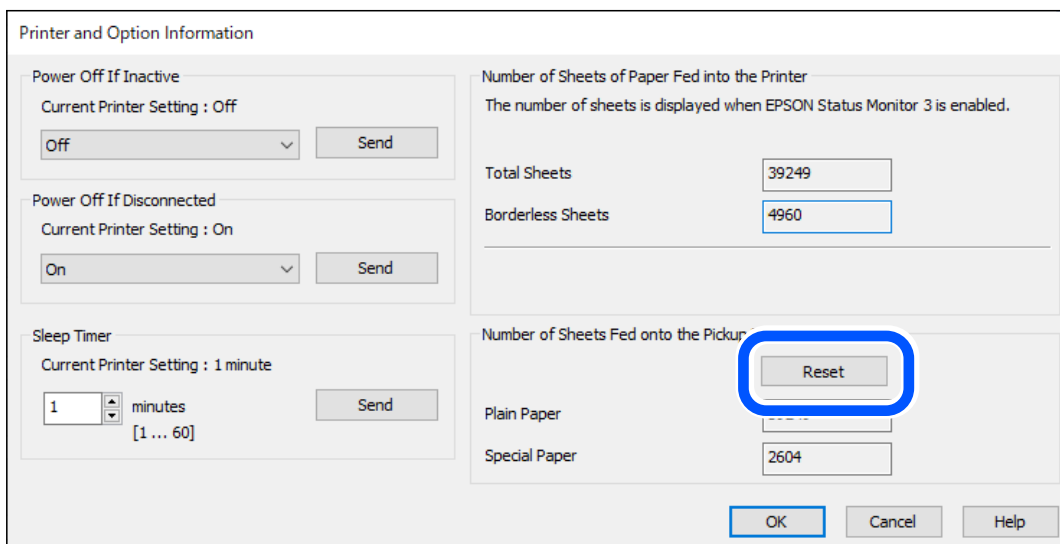 Printer and Option Information
Power Off If Inactive
Current Printer Setting : Off
Off
Send
Power Off If Disconnected
Current Printer Setting : On
On
Send
Sleep Timer
Current Printer Setting : 1 minute
1
minutes
Send
[1 ... 60]
Number of Sheets of Paper Fed into the Printer
The number of sheets is displayed when EPSON Status Monitor 3 is enabled.
Total Sheets
39249
Borderless Sheets
4960
Number of Sheets Fed onto the Pickup
Reset
Plain Paper
Special Paper
2604
OK
Cancel
Help